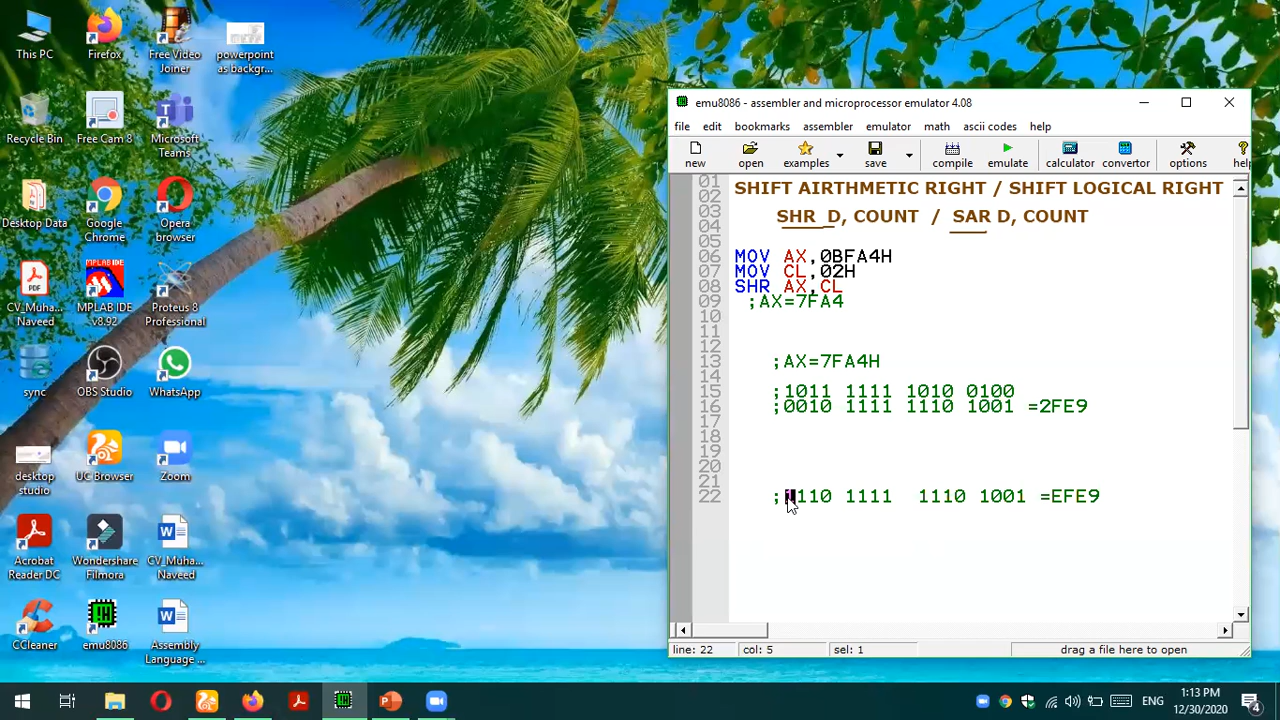 This PC
Firefox
Free Video
Joiner
powerpoint
as backgr...
Recycle Bin
Free Cam 8
Microsoft
Teams
Desktop Data
Google
Chrome
Opera
browser
CV_Muha...
Naveed
MPLAB IDE
v8.92
Proteus 8
Professional
sync
OBS Studio
WhatsApp
desktop
studio
UC Browser
Zoom
Acrobat
Reader DC
Wondershare
Filmora
CV_Muha...
Naveed
CCleaner
emu8086
Assembly
Language ...
emu8086 - assembler and microprocessor emulator 4.08
file edit bookmarks assembler emulator math ascii codes help
new open examples save compile emulate calculator convertor options help
SHIFT AIRTHMETIC RIGHT / SHIFT LOGICAL RIGHT
SHR D, COUNT / SAR D, COUNT
01
02
03
04
05
06 MOV AX,0BFA4H
07 MOV CL,02H
08 SHR AX,CL
09 ;AX=7FA4
10
11
12
13 ;AX=7FA4H
14
15 ;1011 1111 1010 0100
16 ;0010 1111 1110 1001 =2FE9
17
18
19
20
21
22 ;1110 1111 1110 1001 =EFE9
line: 22 col: 5 sel: 1 drag a file here to open
ENG
1:13 PM
12/30/2020
4